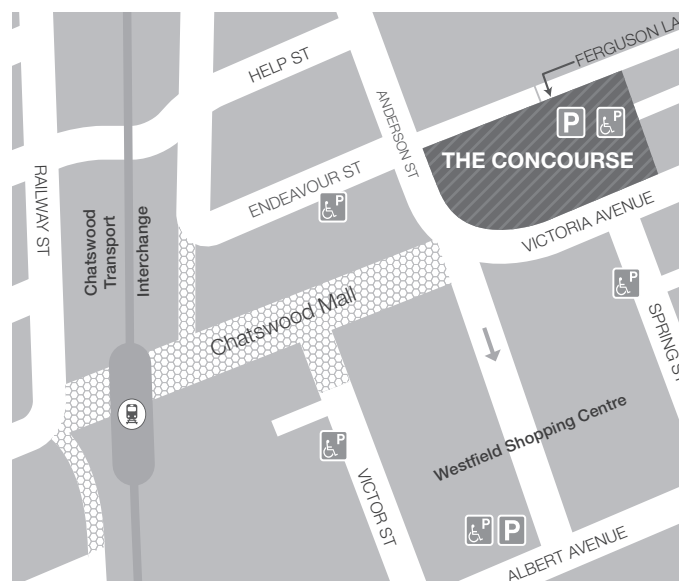 HELP ST
FERGUSON LA
ANDERSON ST
P
P
THE CONCOURSE
RAILWAY ST
ENDEAVOUR ST
P
VICTORIA AVENUE
Chatswood
Transport
Interchange
P
Chatswood Mall
SPRING ST
Westfield Shopping Centre
P
VICTOR ST
P
P
ALBERT AVENUE